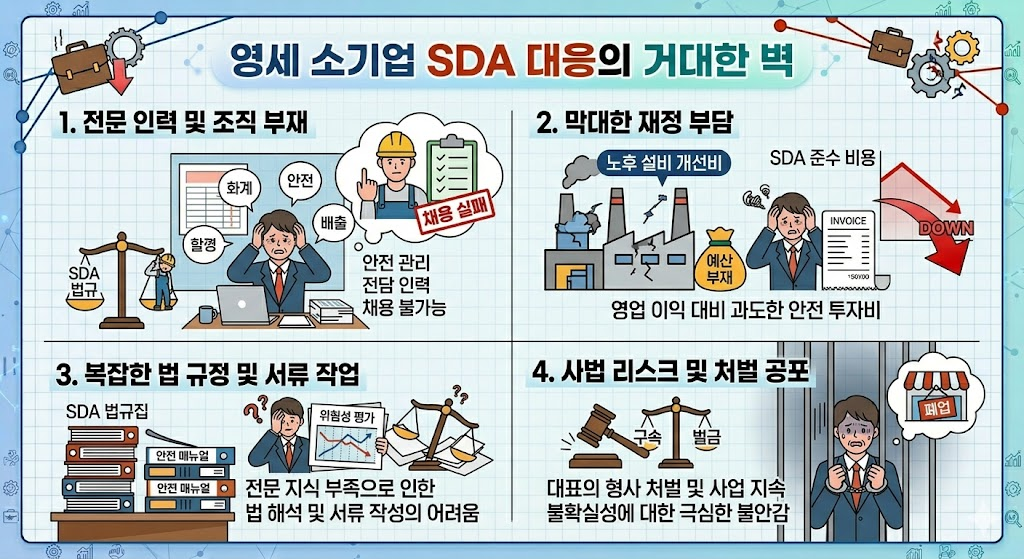 영세 소기업 SDA 대응의 거대한 벽
1. 전문 인력 및 조직 부재
화계
안전
배출
할평
채용 실패
SDA
법규
안전 관리
전담 인력
채용 불가능
2. 막대한 재정 부담
노후 설비 개선비
SDA 준수 비용
INVOICE
DOWN
예산
부재
영업 이익 대비 과도한 안전 투자비
3. 복잡한 법 규정 및 서류 작업
SDA 법규집
안전 매뉴얼
안전 매뉴얼
위험성 평가
전문 지식 부족으로 인한
법 해석 및 서류 작성의 어려움
4. 사법 리스크 및 처벌 공포
구속
벌금
폐업
대표의 형사 처벌 및 사업 지속
불확실성에 대한 극심한 불안감